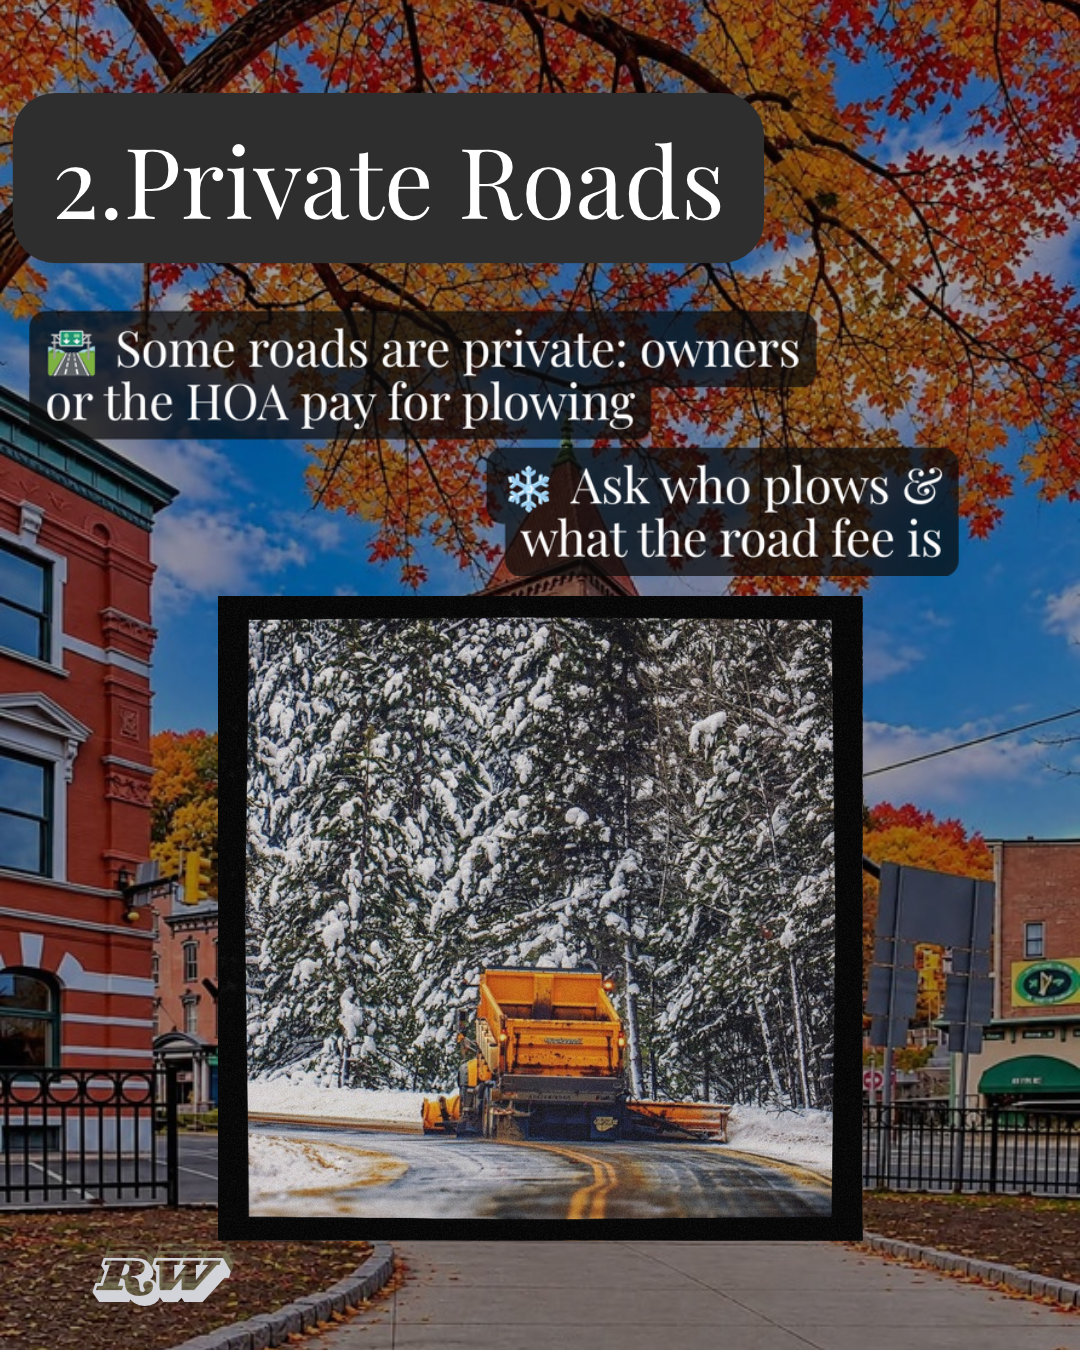 2.Private Roads
🛣️ Some roads are private: owners
or the HOA pay for plowing
❄️ Ask who plows &
what the road fee is
RW